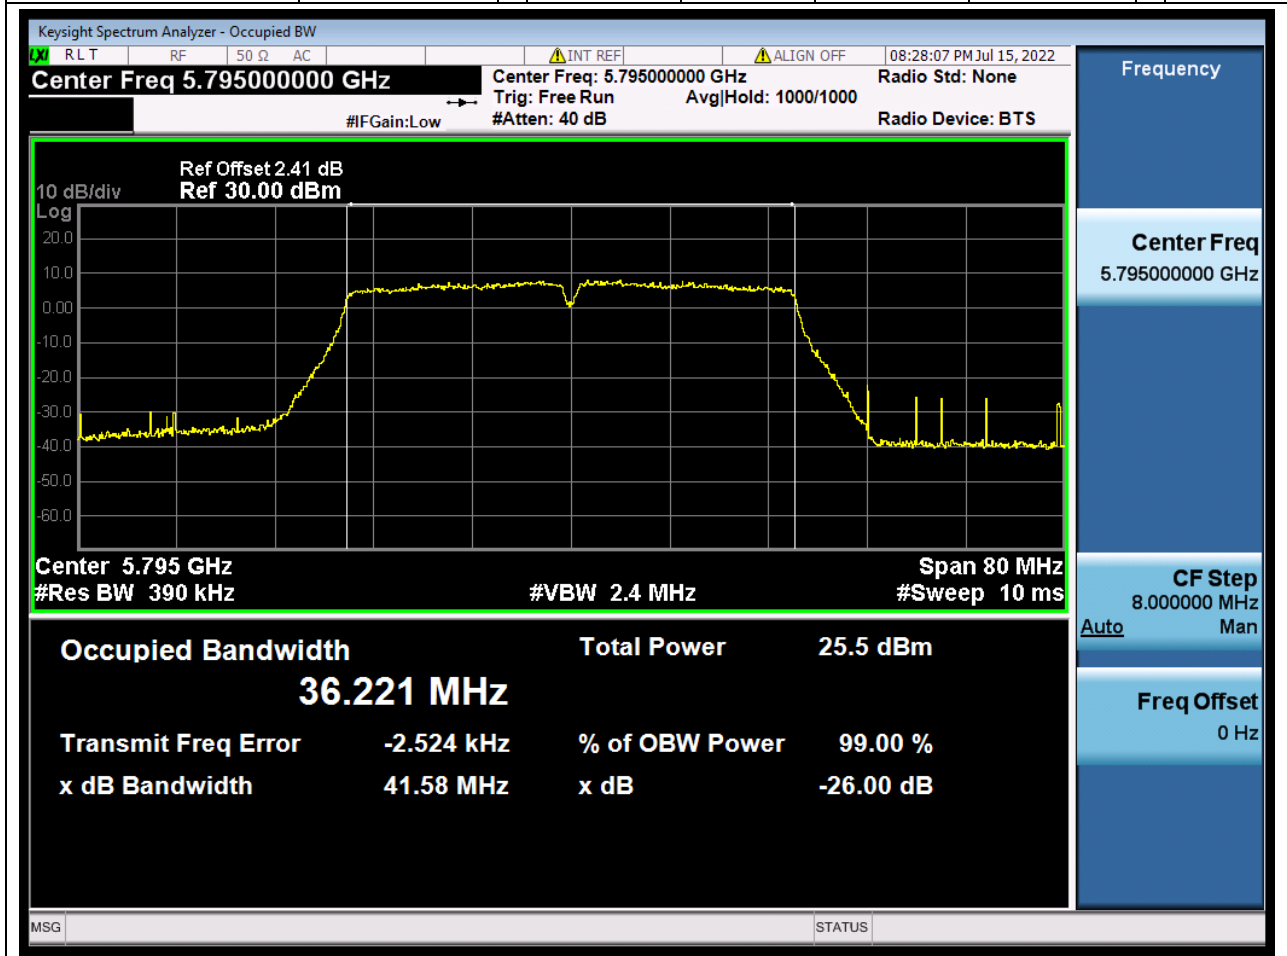 Keysight Spectrum Analyzer - Occupied BW
LXI RLT RF 50 Ω AC INT REF ALIGN OFF 08:28:07 PM Jul 15, 2022
Center Freq 5.795000000 GHz
Center Freq: 5.795000000 GHz
Radio Std: None
Trig: Free Run Avg|Hold: 1000/1000
#IFGain:Low
#Atten: 40 dB
Radio Device: BTS
Ref Offset 2.41 dB
10 dB/div Ref 30.00 dBm
Log
20.0
10.0
0.00
-10.0
-20.0
-30.0
-40.0
-50.0
-60.0
Center 5.795 GHz Span 80 MHz
#Res BW 390 kHz #VBW 2.4 MHz #Sweep 10 ms
Occupied Bandwidth Total Power 25.5 dBm
36.221 MHz
Transmit Freq Error -2.524 kHz % of OBW Power 99.00 %
x dB Bandwidth 41.58 MHz x dB -26.00 dB
MSG STATUS
Frequency
Center Freq
5.795000000 GHz
CF Step
8.000000 MHz
Auto Man
Freq Offset
0 Hz